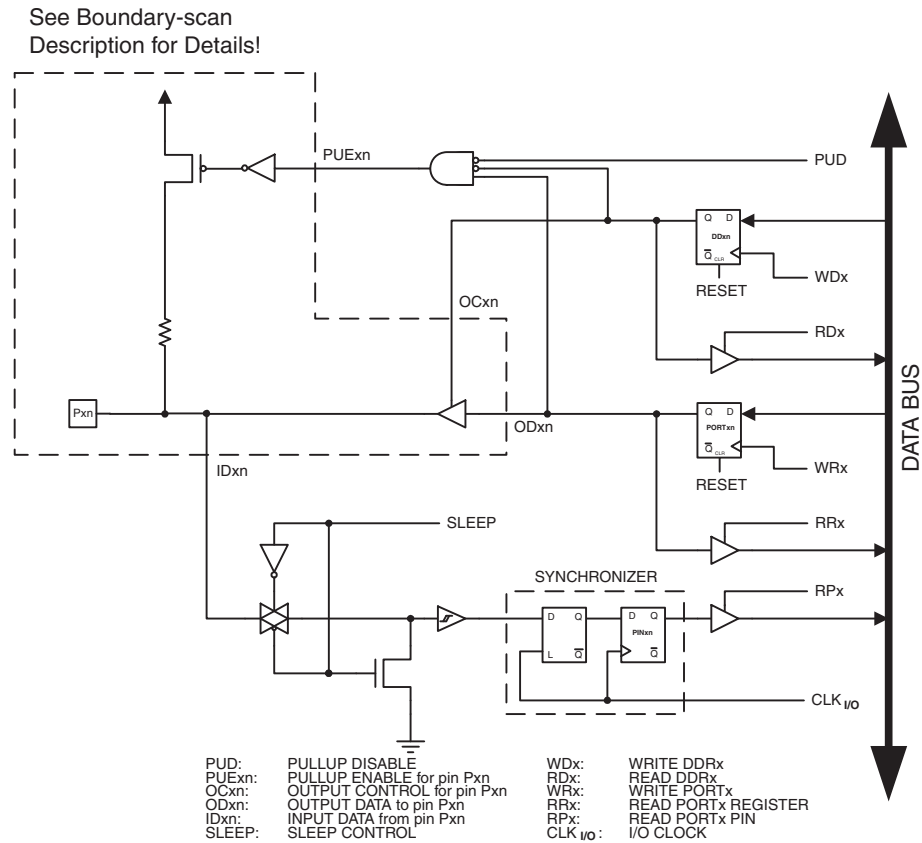 See Boundary-scan
Description for Details!
PUExn
PUD
Q D
DDxn
Q CLR
WDx
RESET
OCxn
RDx
Pxn
ODxn
Q D
PORTxn
Q CLR
WRx
RESET
IDxn
DATA BUS
SLEEP
RRx
SYNCHRONIZER
RPx
D Q
L Q
D Q
PINxn
Q
CLK I/O
PUD: PULLUP DISABLE
PUExn: PULLUP ENABLE for pin Pxn
OCxn: OUTPUT CONTROL for pin Pxn
ODxn: OUTPUT DATA to pin Pxn
IDxn: INPUT DATA from pin Pxn
SLEEP: SLEEP CONTROL
WDx: WRITE DDRx
RDx: READ DDRx
WRx: WRITE PORTx
RRx: READ PORTx REGISTER
RPx: READ PORTx PIN
CLK I/O: I/O CLOCK